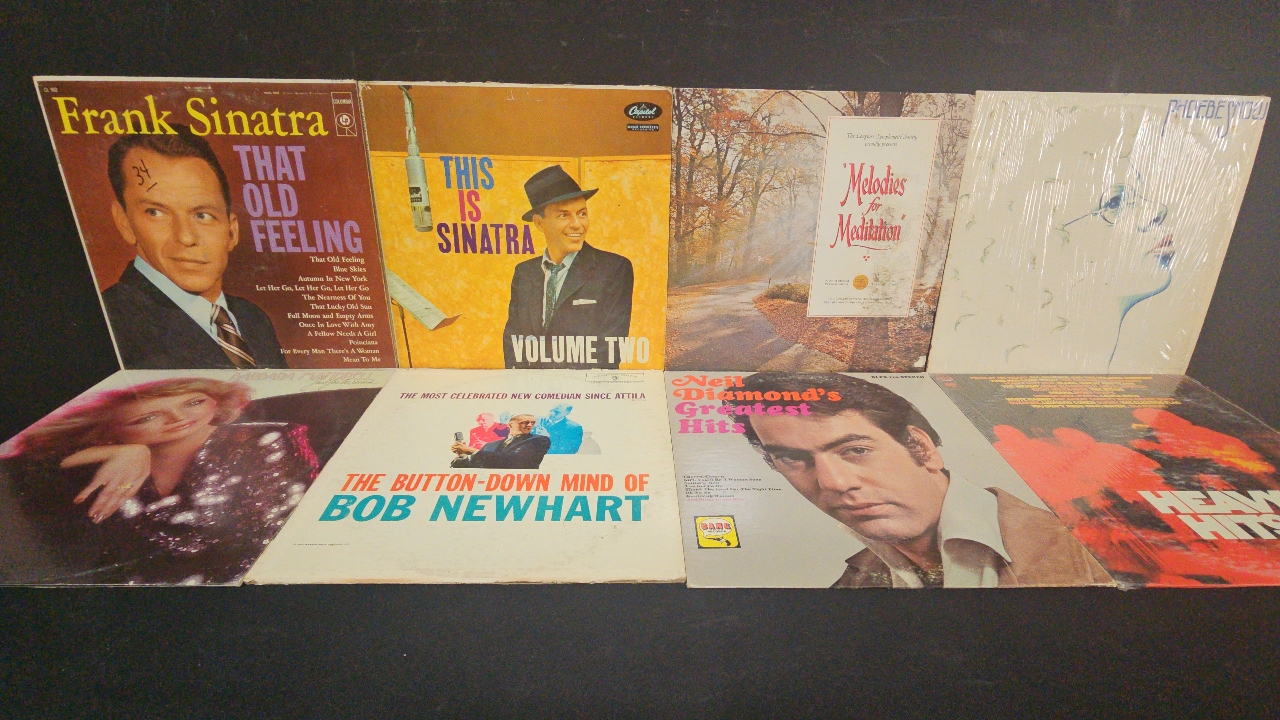 Frank Sinatra
COLUMBIA
34
THAT
OLD
FEELING
That Old Feeling
Blue Skies
Autumn In New York
Let Her Go, Let Her Go, Let Her Go
The Nearness Of You
That Lucky Old Sun
Full Moon and Empty Arms
Once In Love With Amy
A Fellow Needs A Girl
Poinciana
For Every Man There's A Woman
Mean To Me
Capitol
RECORDS
THIS
IS
SINATRA
VOLUME TWO
"Melodies
for
Meditation"
PHOEBE SNOW
THE MOST CELEBRATED NEW COMEDIAN SINCE ATTILA
THE BUTTON-DOWN MIND OF
BOB NEWHART
Neil
Diamond's
Greatest
Hits
BANG
HEAVY
HITS